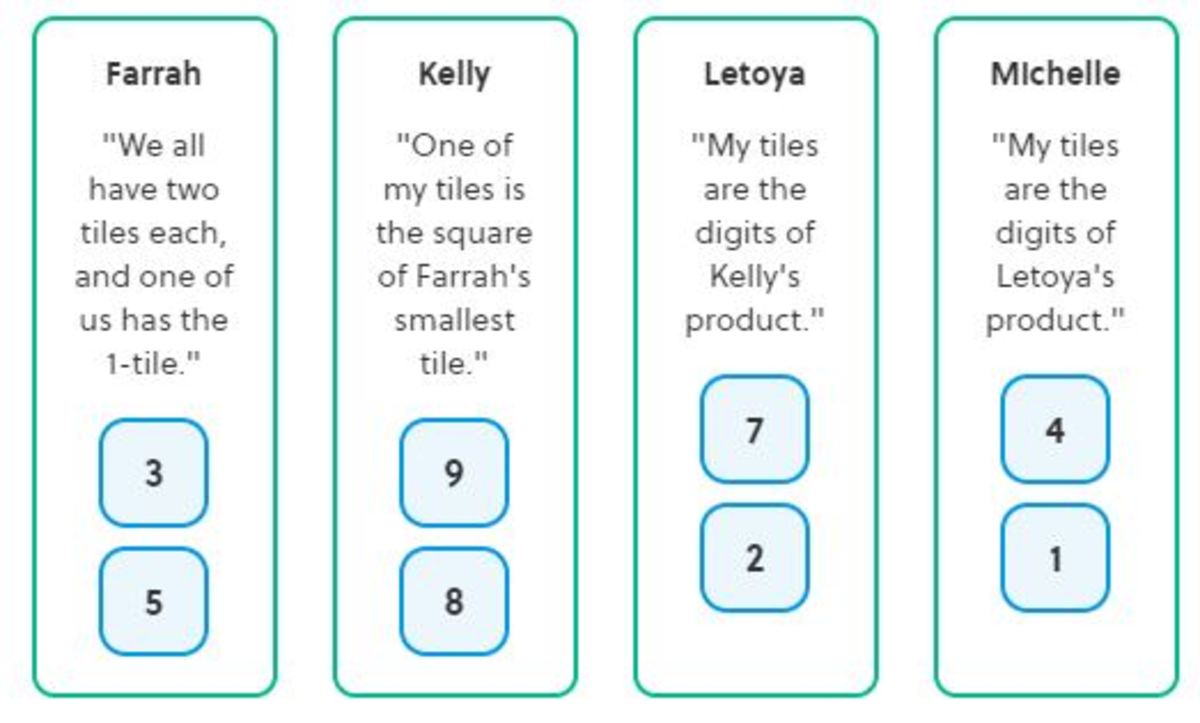 Farrah
"We all
have two
tiles each,
and one of
us has the
1-tile."
3
5
Kelly
"One of
my tiles is
the square
of Farrah's
smallest
tile."
9
8
Letoya
"My tiles
are the
digits of
Kelly's
product."
7
2
MIchelle
"My tiles
are the
digits of
Letoya's
product."
4
1